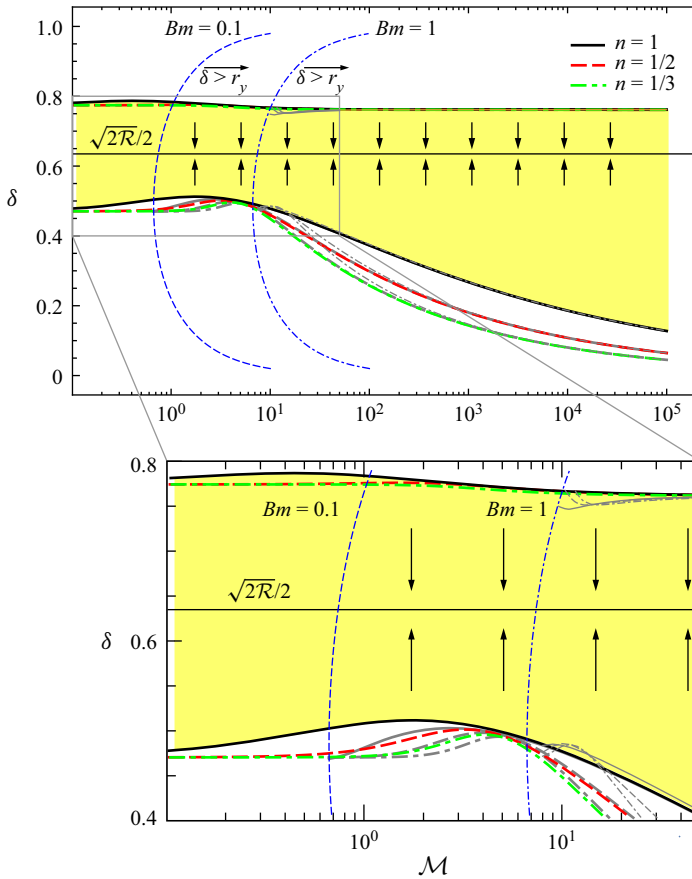 1.0
Bm = 0.1
Bm = 1
n = 1
δ > r_y
δ > r_y
n = 1/2
0.8
n = 1/3
√2ℛ/2
0.6
δ
0.4
0.2
0
10^0 10^1 10^2 10^3 10^4 10^5
0.8
Bm = 0.1
Bm = 1
√2ℛ/2
δ
0.6
0.4
10^0 10^1
ℳ